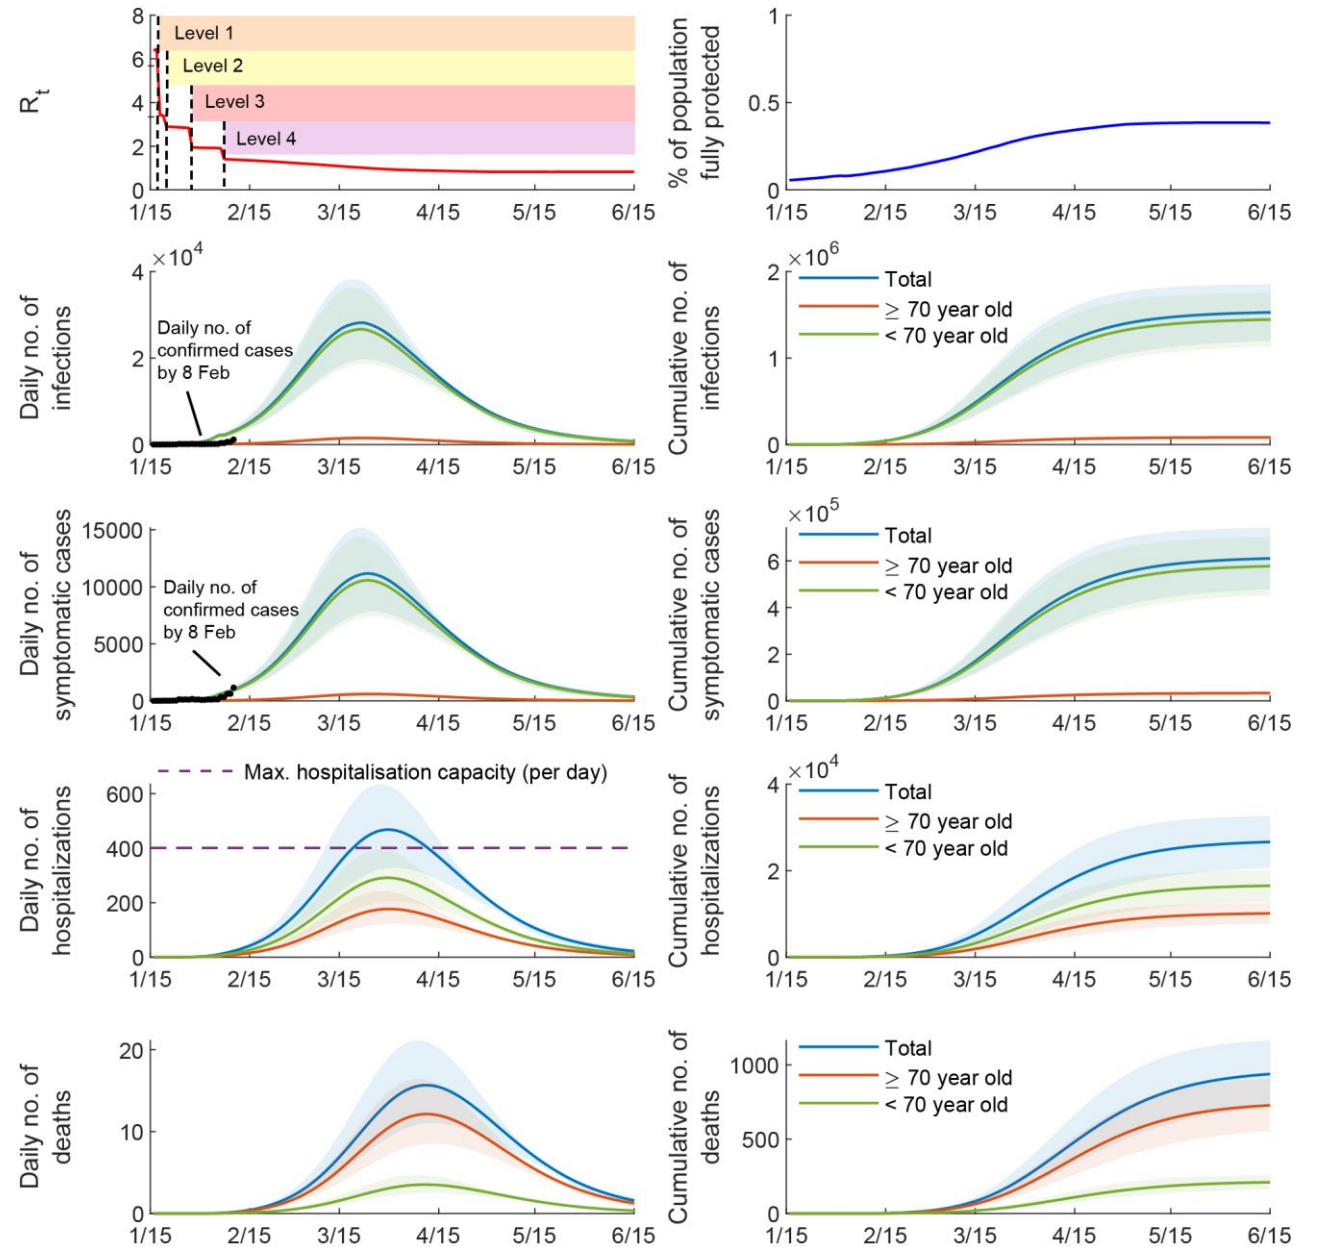 R_t
8
6
4
2
0
Level 1
Level 2
Level 3
Level 4
1/15 2/15 3/15 4/15 5/15 6/15
% of population
fully protected
1
0.5
0
1/15 2/15 3/15 4/15 5/15 6/15
Daily no. of
infections
×10^4
4
2
0
Daily no. of
confirmed cases
by 8 Feb
1/15 2/15 3/15 4/15 5/15 6/15
Cumulative no. of
infections
×10^6
2
1
0
Total
≥ 70 year old
< 70 year old
1/15 2/15 3/15 4/15 5/15 6/15
Daily no. of
symptomatic cases
15000
10000
5000
0
Daily no. of
confirmed cases
by 8 Feb
1/15 2/15 3/15 4/15 5/15 6/15
Cumulative no. of
symptomatic cases
×10^5
6
4
2
0
Total
≥ 70 year old
< 70 year old
1/15 2/15 3/15 4/15 5/15 6/15
Daily no. of
hospitalizations
Max. hospitalisation capacity (per day)
600
400
200
0
1/15 2/15 3/15 4/15 5/15 6/15
Cumulative no. of
hospitalizations
×10^4
4
2
0
Total
≥ 70 year old
< 70 year old
1/15 2/15 3/15 4/15 5/15 6/15
Daily no. of
deaths
20
10
0
1/15 2/15 3/15 4/15 5/15 6/15
Cumulative no. of
deaths
1000
500
0
Total
≥ 70 year old
< 70 year old
1/15 2/15 3/15 4/15 5/15 6/15